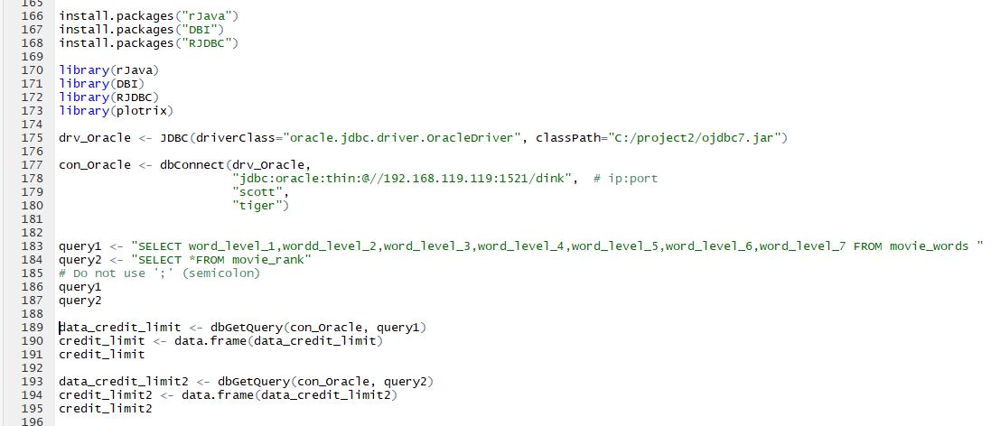 165
166 install.packages("rJava")
167 install.packages("DBI")
168 install.packages("RJDBC")
169
170 library(rJava)
171 library(DBI)
172 library(RJDBC)
173 library(plotrix)
174
175 drv_Oracle <- JDBC(driverClass="oracle.jdbc.driver.OracleDriver", classPath="C:/project2/ojdbc7.jar")
176
177 con_Oracle <- dbConnect(drv_Oracle,
178 "jdbc:oracle:thin:@//192.168.119.119:1521/dink", # ip:port
179 "scott",
180 "tiger")
181
182
183 query1 <- "SELECT word_level_1,wordd_level_2,word_level_3,word_level_4,word_level_5,word_level_6,word_level_7 FROM movie_words "
184 query2 <- "SELECT *FROM movie_rank"
185 # Do not use ';' (semicolon)
186 query1
187 query2
188
189 data_credit_limit <- dbGetQuery(con_Oracle, query1)
190 credit_limit <- data.frame(data_credit_limit)
191 credit_limit
192
193 data_credit_limit2 <- dbGetQuery(con_Oracle, query2)
194 credit_limit2 <- data.frame(data_credit_limit2)
195 credit_limit2
196